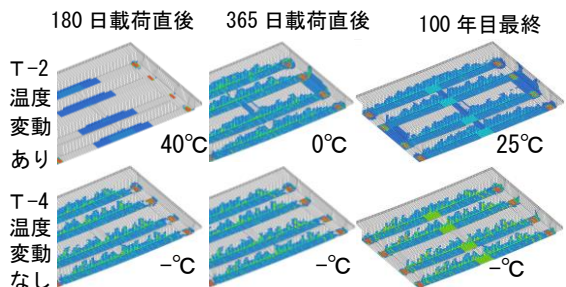 180 日載荷直後 365 日載荷直後 100 年目最終
T-2
温度
変動
あり
40℃ 0℃ 25℃
T-4
温度
変動
なし
-℃ -℃ -℃